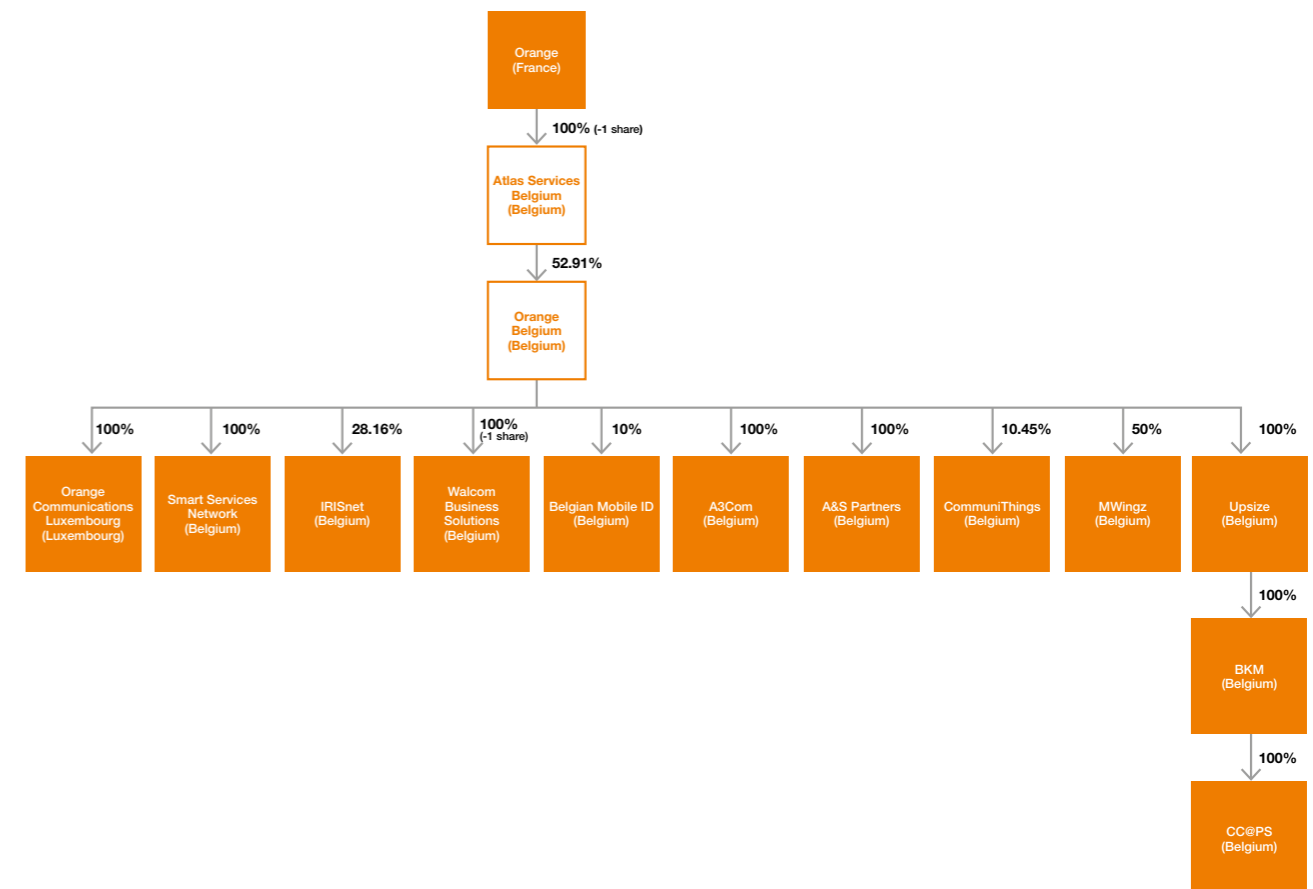 Orange
(France)
100% (-1 share)
Atlas Services
Belgium
(Belgium)
52.91%
Orange
Belgium
(Belgium)
100%
100%
28.16%
100%
(-1 share)
10%
100%
100%
10.45%
50%
100%
Orange
Communications
Luxembourg
(Luxembourg)
Smart Services
Network
(Belgium)
IRISnet
(Belgium)
Walcom
Business
Solutions
(Belgium)
Belgian Mobile ID
(Belgium)
A3Com
(Belgium)
A&S Partners
(Belgium)
CommuniThings
(Belgium)
MWingz
(Belgium)
Upsize
(Belgium)
100%
BKM
(Belgium)
100%
CC@PS
(Belgium)